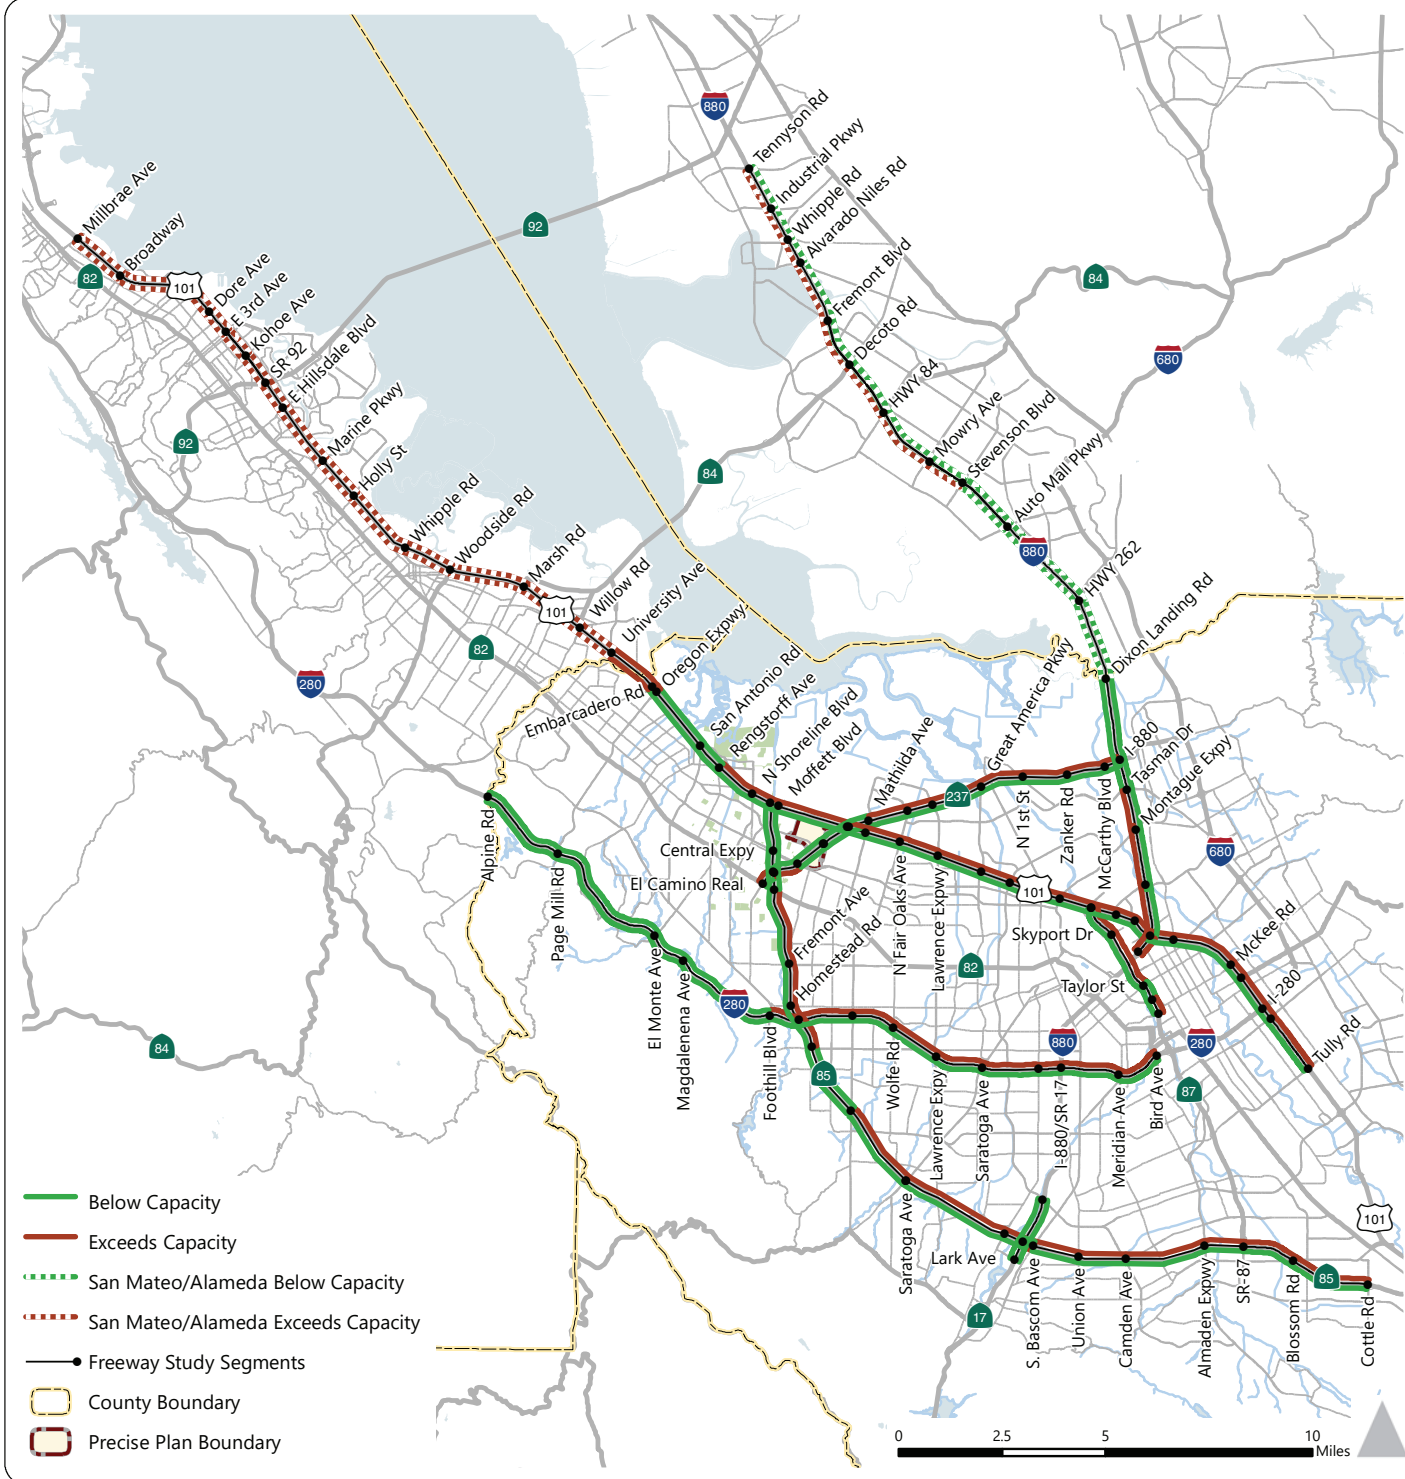 880
Tennyson Rd
Industrial Pkwy
Whipple Rd
Alvarado Niles Rd
Fremont Blvd
Decoto Rd
HWY 84
Mowry Ave
Stevenson Blvd
Auto Mall Pkwy
880
HWY 262
Dixon Landing Rd
92
84
680
84
Millbrae Ave
Broadway
82
101
Dore Ave
E 3rd Ave
Kohoe Ave
SR 92
E Hillsdale Blvd
92
Marine Pkwy
Holly St
Whipple Rd
Woodside Rd
Marsh Rd
101
Willow Rd
University Ave
82
280
Embarcadero Rd
Oregon Expwy
San Antonio Rd
Rengstorff Ave
N Shoreline Blvd
Moffett Blvd
Mathilda Ave
237
Great America Pkwy
N 1st St
Zanker Rd
McCarthy Blvd
I-880
Tasman Dr
Montague Expy
680
Alpine Rd
Page Mill Rd
Central Expy
El Camino Real
101
N Fair Oaks Ave
Lawrence Expwy
Fremont Ave
Homestead Rd
Skyport Dr
82
Taylor St
McKee Rd
I-280
Tully Rd
El Monte Ave
Magdalenena Ave
280
Foothill Blvd
84
85
Wolfe Rd
Lawrence Expy
Saratoga Ave
880
I-880/SR 17
Meridian Ave
Bird Ave
280
87
101
Saratoga Ave
Lark Ave
17
S. Bascom Ave
Union Ave
Camden Ave
Almaden Expwy
SR-87
Blossom Rd
85
Cottle Rd
Below Capacity
Exceeds Capacity
San Mateo/Alameda Below Capacity
San Mateo/Alameda Exceeds Capacity
Freeway Study Segments
County Boundary
Precise Plan Boundary
0 2.5 5 10
Miles